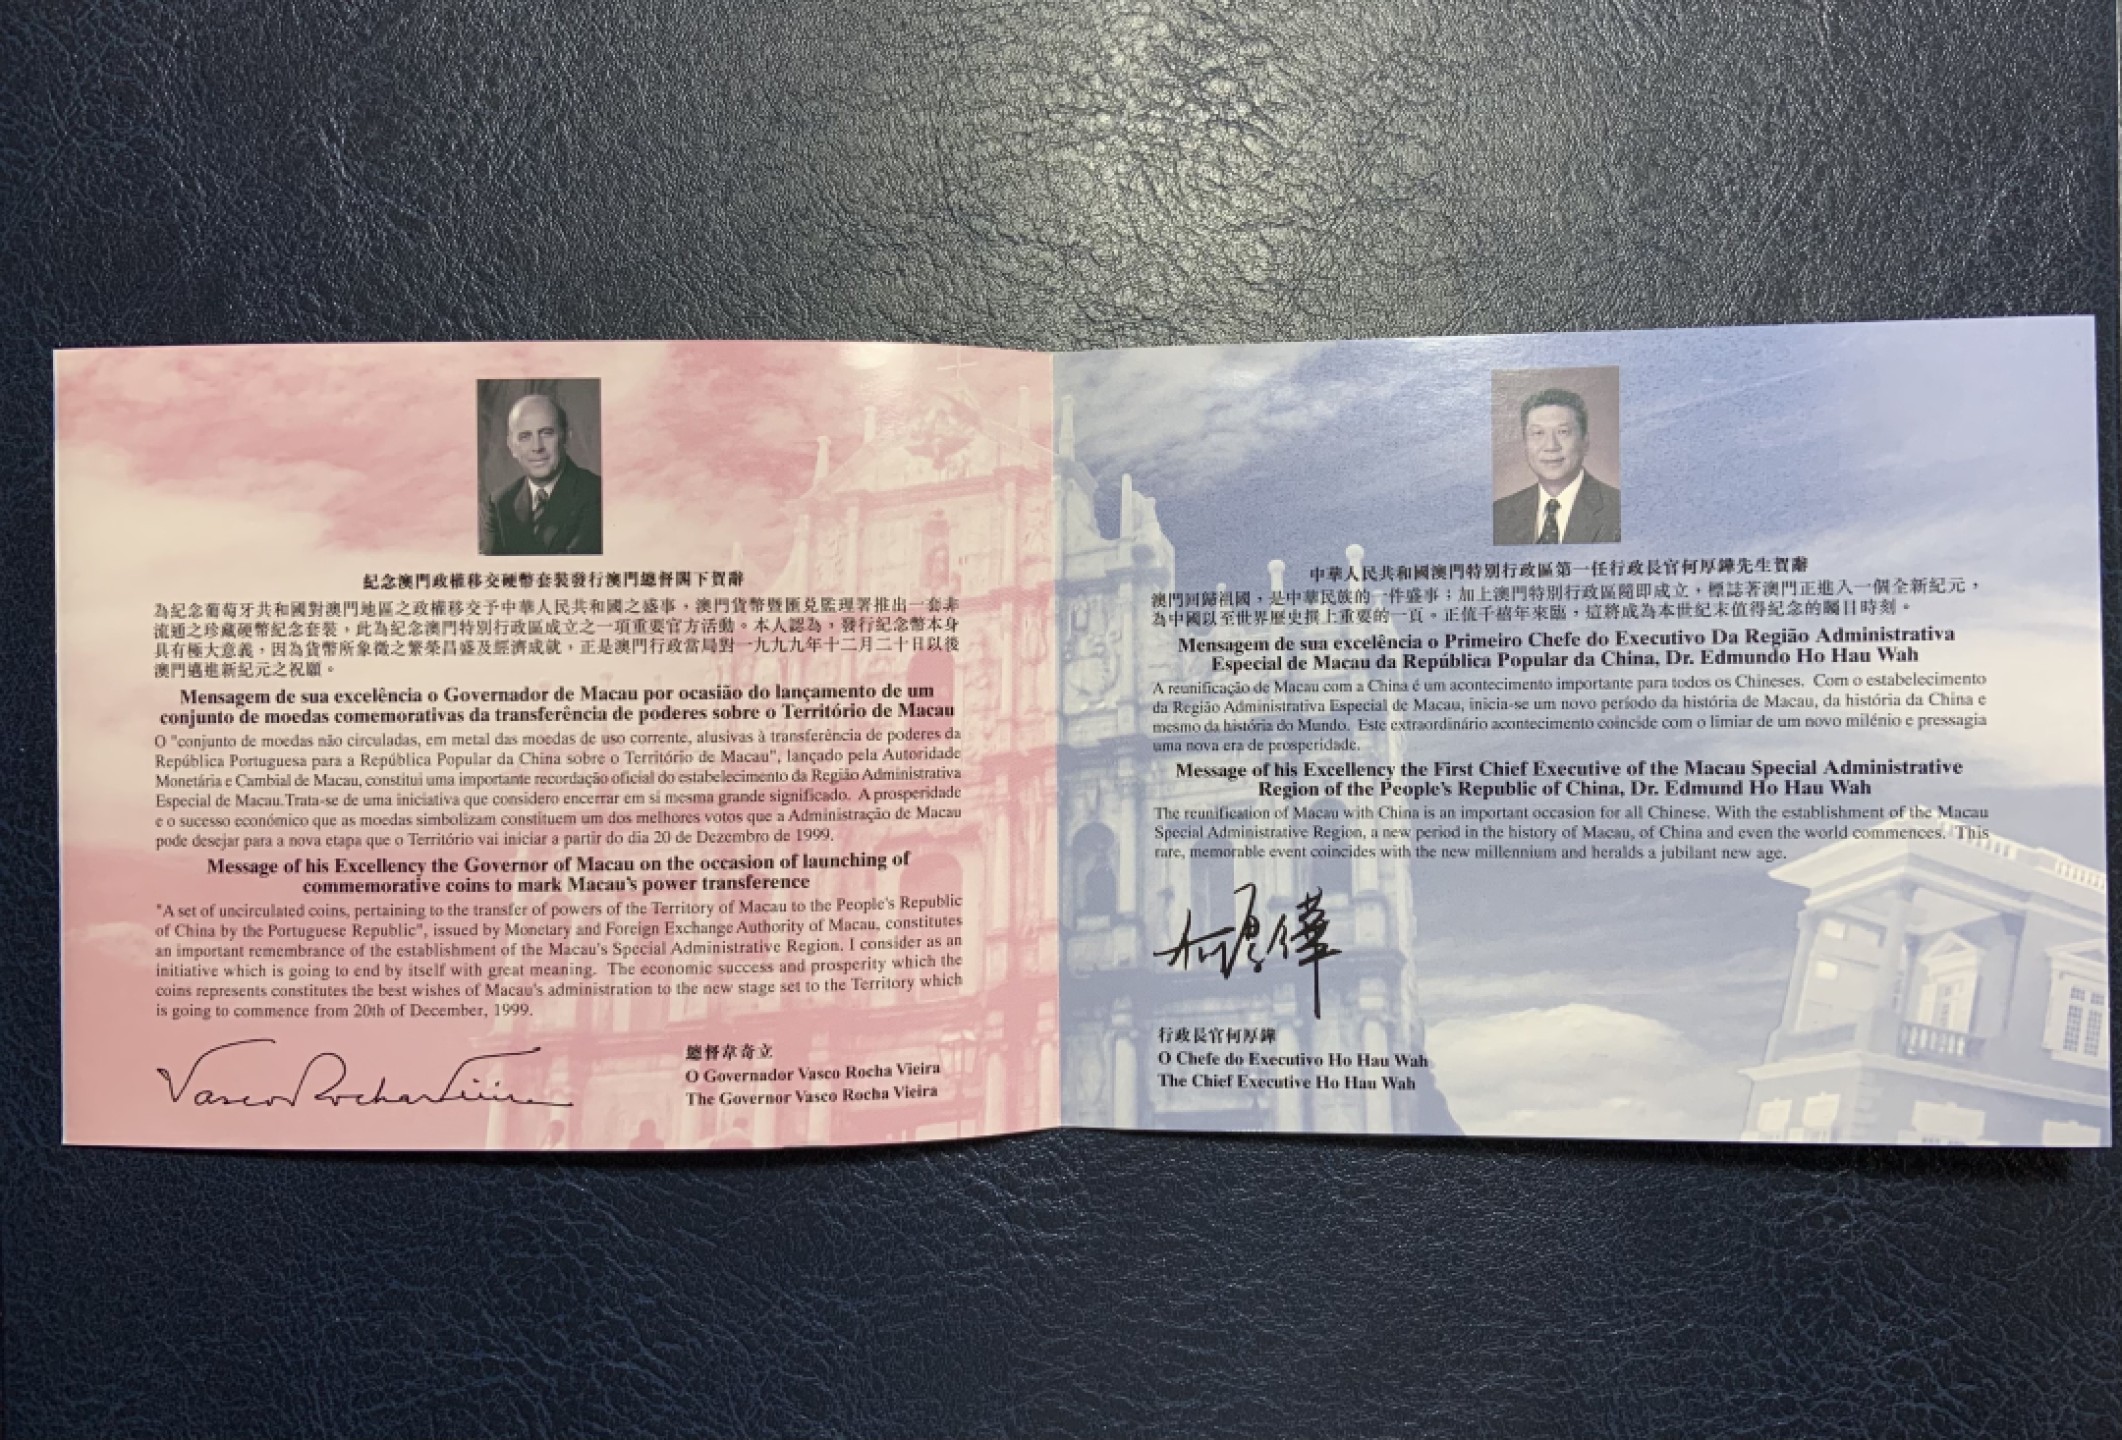 紀念澳門政權移交硬幣套裝發行澳門總督閣下賀辭
為紀念葡萄牙共和國對澳門地區之政權移交予中華人民共和國之盛事，澳門貨幣暨匯兌監理署推出一套非
流通之珍藏硬幣紀念套裝，此為紀念澳門特別行政區成立之一項重要官方活動。本人認為，發行紀念幣本身
具有極大意義，因為貨幣所象徵之繁榮昌盛及經濟成就，正是澳門行政當局對一九九九年十二月二十日以後
澳門邁進新紀元之祝願。
Mensagem de sua excelência o Governador de Macau por ocasião do lançamento de um
conjunto de moedas comemorativas da transferência de poderes sobre o Território de Macau
O "conjunto de moedas não circuladas, em metal das moedas de uso corrente, alusivas à transferência de poderes da
República Portuguesa para a República Popular da China sobre o Território de Macau", lançado pela Autoridade
Monetária e Cambial de Macau, constitui uma importante recordação oficial do estabelecimento da Região Administrativa
Especial de Macau.Trata-se de uma iniciativa que considero encerrar em si mesma grande significado. A prosperidade
e o sucesso económico que as moedas simbolizam constituem um dos melhores votos que a Administração de Macau
pode desejar para a nova etapa que o Território vai iniciar a partir do dia 20 de Dezembro de 1999.
Message of his Excellency the Governor of Macau on the occasion of launching of
commemorative coins to mark Macau's power transference
"A set of uncirculated coins, pertaining to the transfer of powers of the Territory of Macau to the People's Republic
of China by the Portuguese Republic", issued by Monetary and Foreign Exchange Authority of Macau, constitutes
an important remembrance of the establishment of the Macau's Special Administrative Region. I consider as an
initiative which is going to end by itself with great meaning. The economic success and prosperity which the
coins represents constitutes the best wishes of Macau's administration to the new stage set to the Territory which
is going to commence from 20th of December, 1999.
Vasco Rocha Vieira
總督韋奇立
O Governador Vasco Rocha Vieira
The Governor Vasco Rocha Vieira
中華人民共和國澳門特別行政區第一任行政長官何厚鏵先生賀辭
澳門回歸祖國，是中華民族的一件盛事；加上澳門特別行政區隨即成立，標誌著澳門正進入一個全新紀元，
為中國以至世界歷史撰上重要的一頁。正值千禧年來臨，這將成為本世紀末值得紀念的矚目時刻。
Mensagem de sua excelência o Primeiro Chefe do Executivo Da Região Administrativa
Especial de Macau da República Popular da China, Dr. Edmundo Ho Hau Wah
A reunificação de Macau com a China é um acontecimento importante para todos os Chineses. Com o estabelecimento
da Região Administrativa Especial de Macau, inicia-se um novo período da história de Macau, da história da China e
mesmo da história do Mundo. Este extraordinário acontecimento coincide com o limiar de um novo milénio e pressagia
uma nova era de prosperidade.
Message of his Excellency the First Chief Executive of the Macau Special Administrative
Region of the People's Republic of China, Dr. Edmund Ho Hau Wah
The reunification of Macau with China is an important occasion for all Chinese. With the establishment of the Macau
Special Administrative Region, a new period in the history of Macau, of China and even the world commences. This
rare, memorable event coincides with the new millennium and heralds a jubilant new age.
何厚鏵
行政長官何厚鏵
O Chefe do Executivo Ho Hau Wah
The Chief Executive Ho Hau Wah